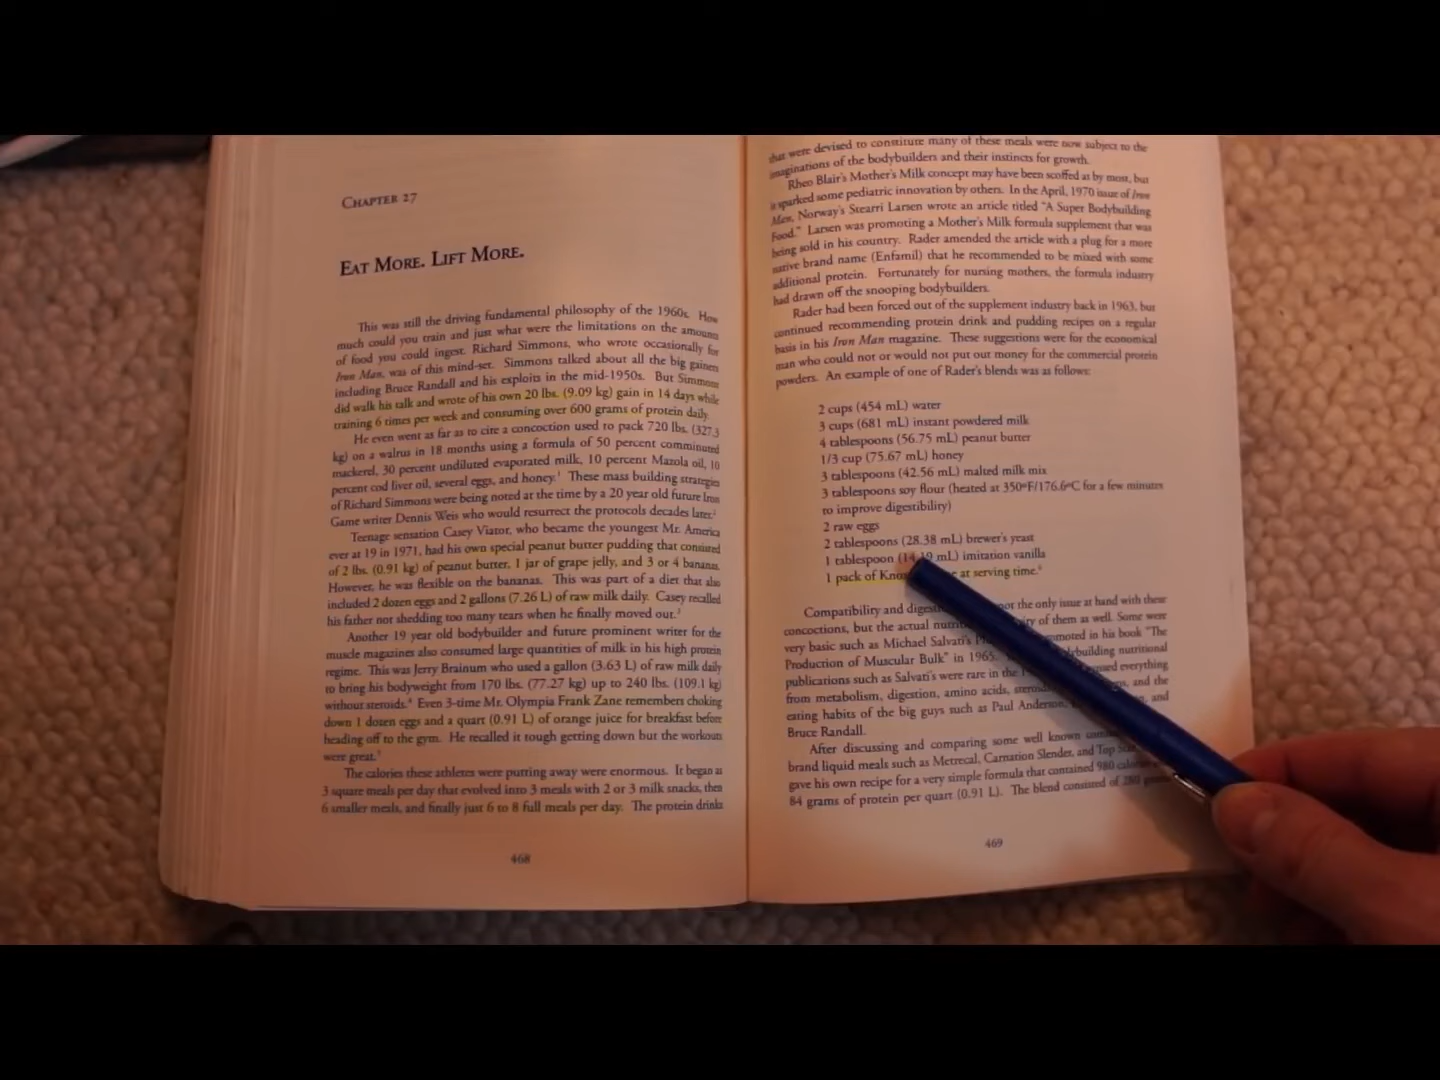 CHAPTER 27
EAT MORE. LIFT MORE.
This was still the driving fundamental philosophy of the 1960s. How
much could you train and just what were the limitations on the amounts
of food you could ingest. Richard Simmons, who wrote occasionally for
Iron Man, was of this mind-set. Simmons talked about all the big gainers
including Bruce Randall and his exploits in the mid-1950s. But Simmons
did walk his talk and wrote of his own 20 lbs. (9.09 kg) gain in 14 days while
training 6 times per week and consuming over 600 grams of protein daily.
He even went as far as to cite a concoction used to pack 720 lbs. (327.3
kg) on a walrus in 18 months using a formula of 50 percent comminuted
mackerel, 30 percent undiluted evaporated milk, 10 percent Mazola oil, 10
percent cod liver oil, several eggs, and honey.¹ These mass building strategies
of Richard Simmons were being noted at the time by a 20 year old future Iron
Game writer Dennis Weis who would resurrect the protocols decades later.²
Teenage sensation Casey Viator, who became the youngest Mr. America
ever at 19 in 1971, had his own special peanut butter pudding that consisted
of 2 lbs. (0.91 kg) of peanut butter, 1 jar of grape jelly, and 3 or 4 bananas.
However, he was flexible on the bananas. This was part of a diet that also
included 2 dozen eggs and 2 gallons (7.26 L) of raw milk daily. Casey recalled
his father not shedding too many tears when he finally moved out.³
Another 19 year old bodybuilder and future prominent writer for the
muscle magazines also consumed large quantities of milk in his high protein
regime. This was Jerry Brainum who used a gallon (3.63 L) of raw milk daily
to bring his bodyweight from 170 lbs. (77.27 kg) up to 240 lbs. (109.1 kg)
without steroids.⁴ Even 3-time Mr. Olympia Frank Zane remembers choking
down 1 dozen eggs and a quart (0.91 L) of orange juice for breakfast before
heading off to the gym. He recalled it tough getting down but the workouts
were great.⁵
The calories these athletes were putting away were enormous. It began as
3 square meals per day that evolved into 3 meals with 2 or 3 milk snacks, then
6 smaller meals, and finally just 6 to 8 full meals per day. The protein drinks
468
that were devised to constitute many of these meals were now subject to the
imaginations of the bodybuilders and their instincts for growth.
Rheo Blair's Mother's Milk concept may have been scoffed at by most, but
it sparked some pediatric innovation by others. In the April, 1970 issue of Iron
Man, Norway's Stearri Larsen wrote an article titled "A Super Bodybuilding
Food." Larsen was promoting a Mother's Milk formula supplement that was
being sold in his country. Rader amended the article with a plug for a more
native brand name (Enfamil) that he recommended to be mixed with some
additional protein. Fortunately for nursing mothers, the formula industry
had drawn off the snooping bodybuilders.
Rader had been forced out of the supplement industry back in 1963, but
continued recommending protein drink and pudding recipes on a regular
basis in his Iron Man magazine. These suggestions were for the economical
man who could not or would not put out money for the commercial protein
powders. An example of one of Rader's blends was as follows:
2 cups (454 mL) water
3 cups (681 mL) instant powdered milk
4 tablespoons (56.75 mL) peanut butter
1/3 cup (75.67 mL) honey
3 tablespoons (42.56 mL) malted milk mix
3 tablespoons soy flour (heated at 350ºF/176.6ºC for a few minutes
to improve digestibility)
2 raw eggs
2 tablespoons (28.38 mL) brewer's yeast
1 tablespoon (14.19 mL) imitation vanilla
1 pack of at serving time.⁶
Compatibility and not the only issue at hand with these
concoctions, but the actual of them as well. Some were
very basic such as Michael Salvati's promoted in his book "The
Production of Muscular Bulk" in 1965. nutritional
publications such as Salvati's were rare in the everything
from metabolism, digestion, amino acids, and the
eating habits of the big guys such as Paul Anderson, and
Bruce Randall.
After discussing and comparing some well known
brand liquid meals such as Metrecal, Carnation Slender, and Top
gave his own recipe for a very simple formula that contained 980
84 grams of protein per quart (0.91 L). The blend consisted of 280
469